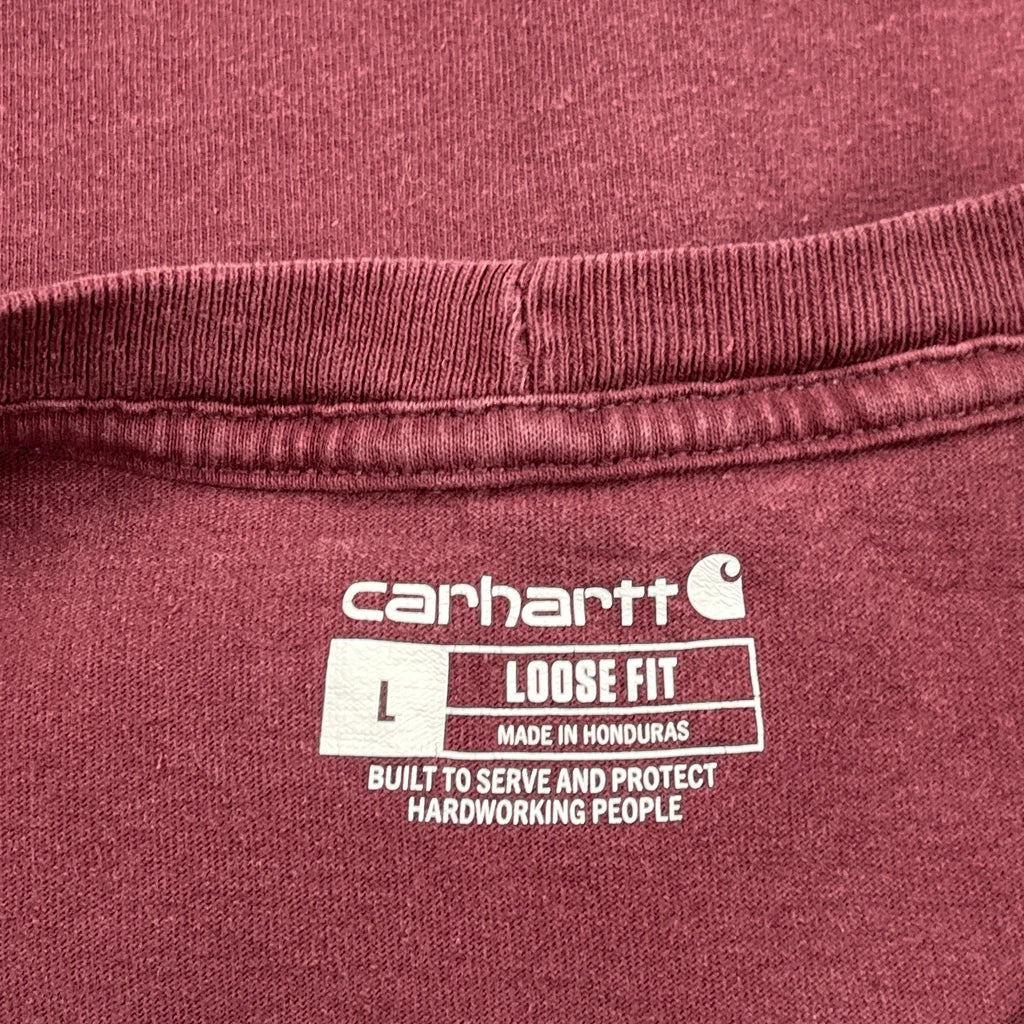 carhartt
L
LOOSE FIT
MADE IN HONDURAS
BUILT TO SERVE AND PROTECT
HARDWORKING PEOPLE